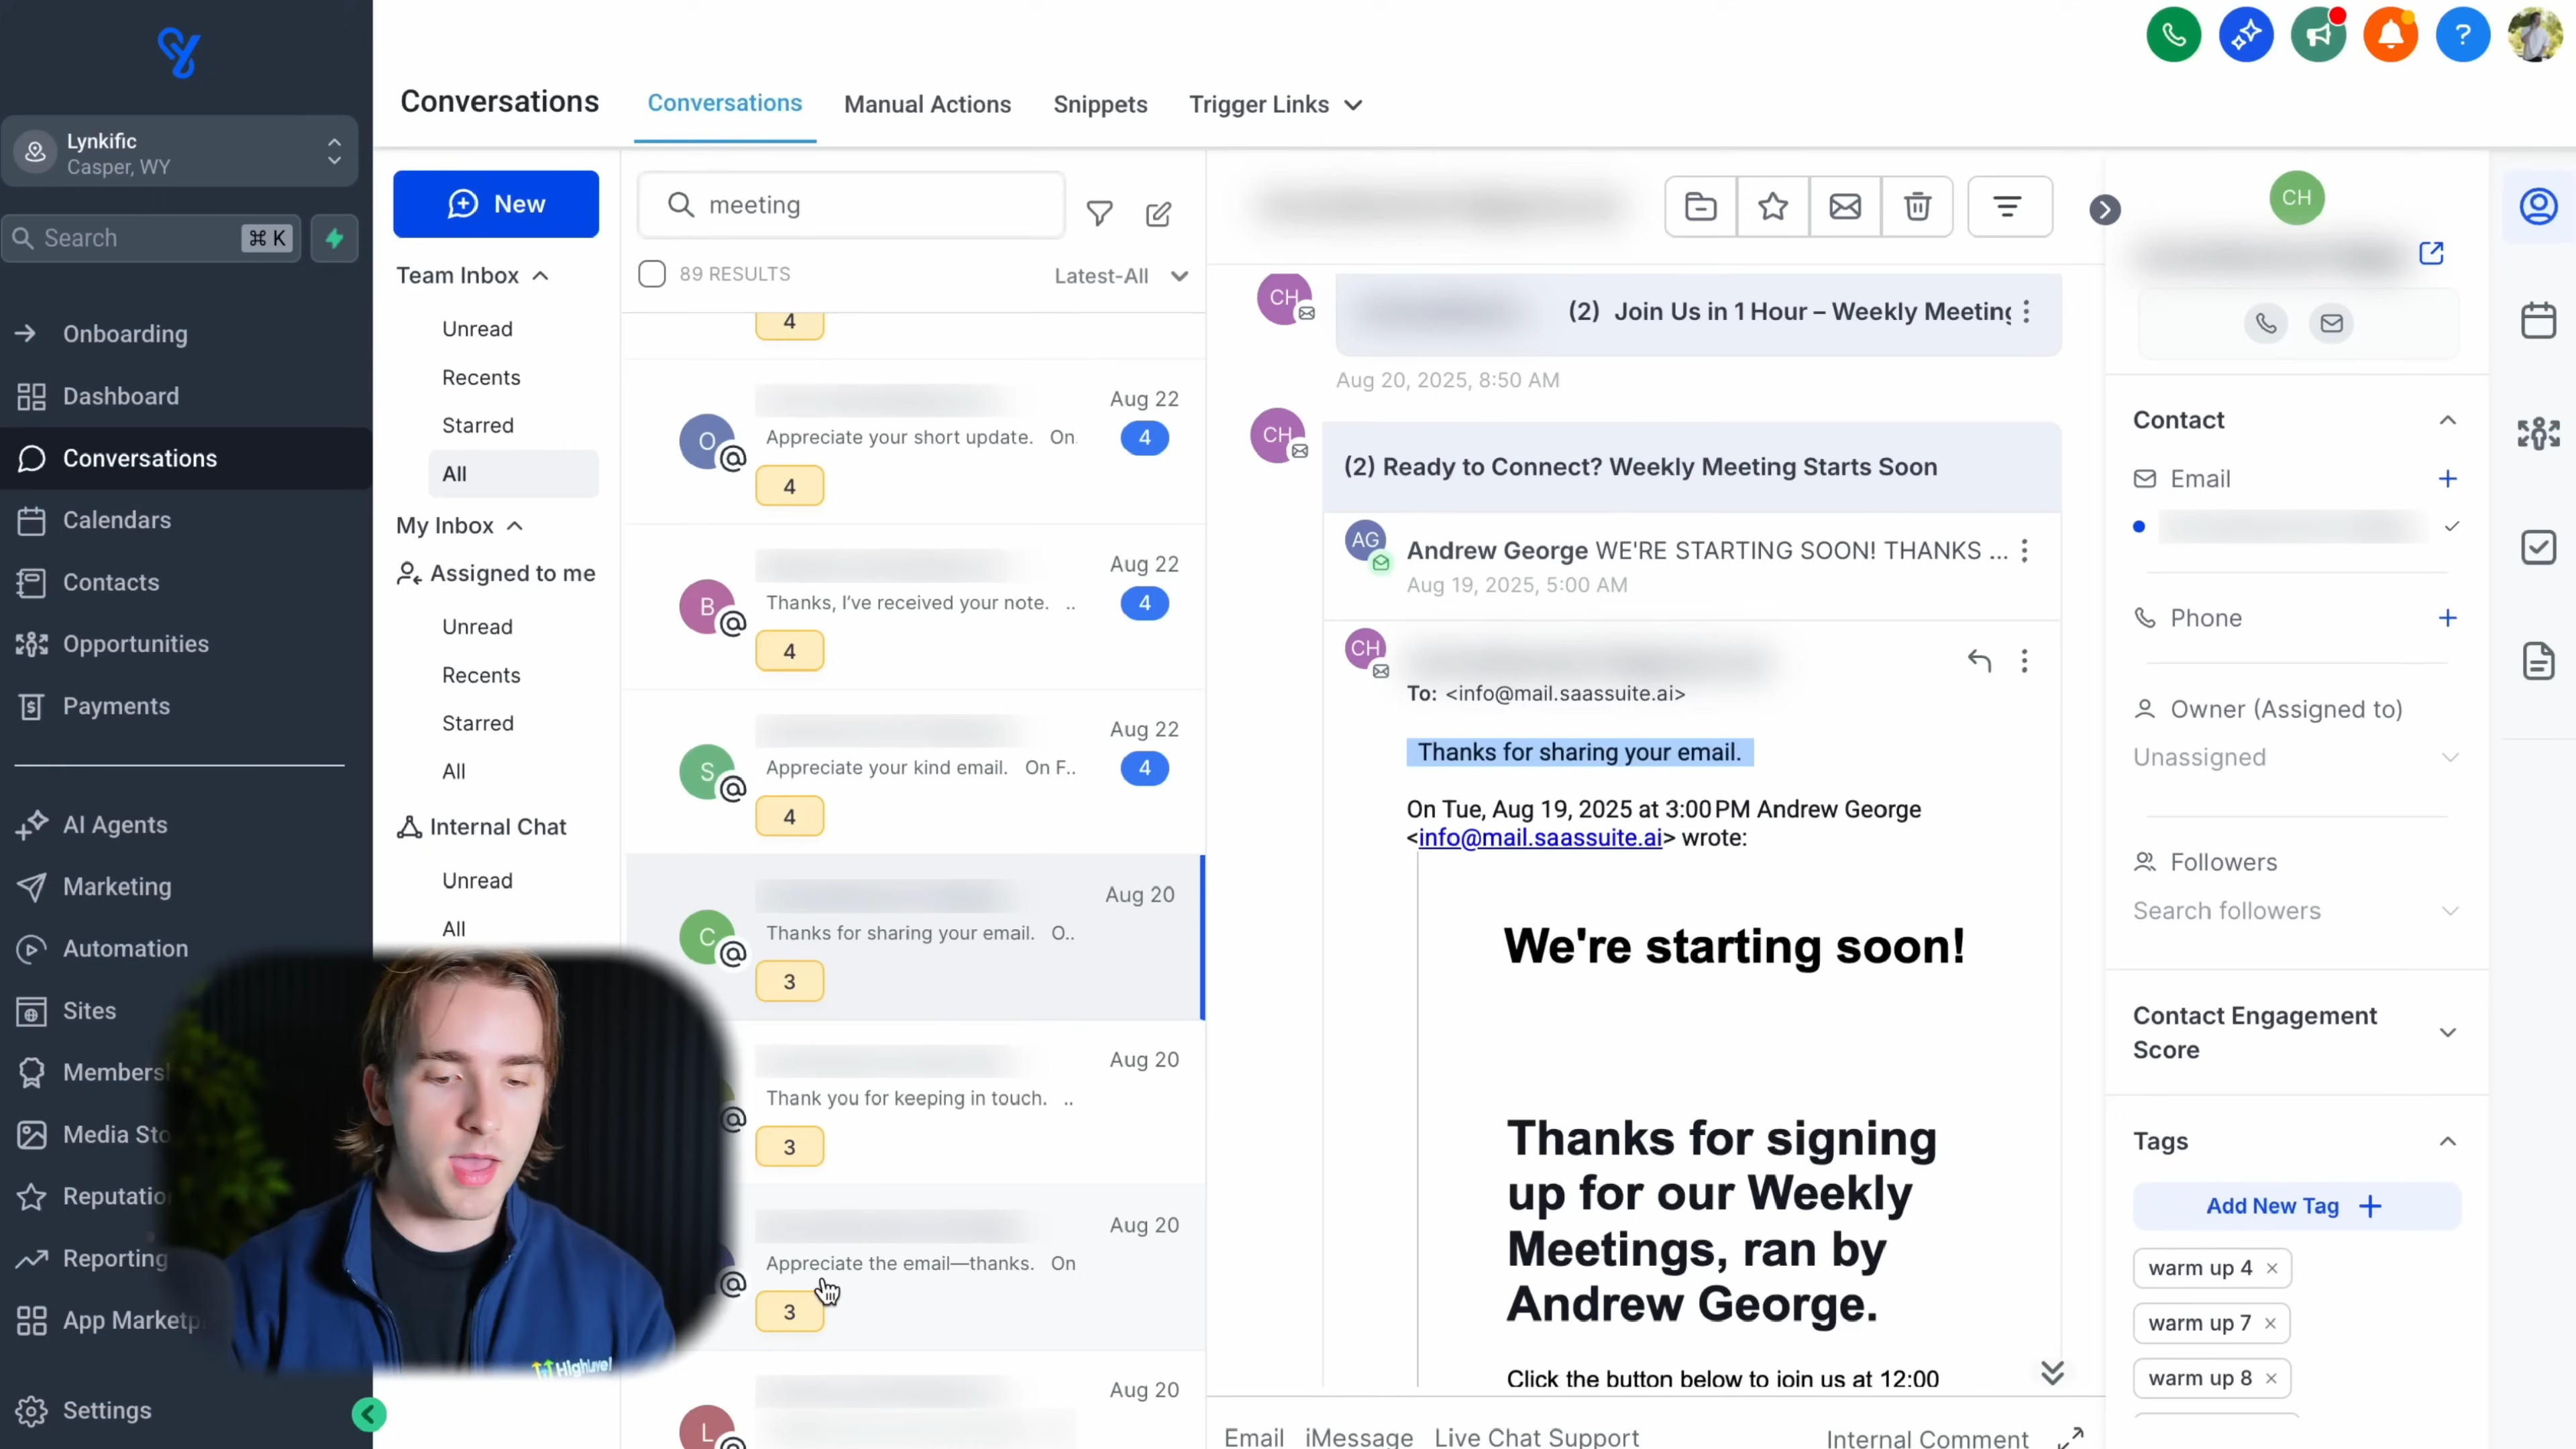 Lynkific
Casper, WY
Search
⌘ K
Onboarding
Dashboard
Conversations
Calendars
Contacts
Opportunities
Payments
AI Agents
Marketing
Automation
Sites
Members
Media Sto
Reputatio
Reporting
App Marketp
Settings
HighLevel
Conversations
Conversations
Manual Actions
Snippets
Trigger Links
New
Team Inbox
Unread
Recents
Starred
All
My Inbox
Assigned to me
Unread
Recents
Starred
All
Internal Chat
Unread
All
meeting
89 RESULTS
Latest-All
4
Aug 22
O
Appreciate your short update. On
4
4
Aug 22
B
Thanks, I've received your note. ..
4
4
Aug 22
S
Appreciate your kind email. On F..
4
4
Aug 20
C
Thanks for sharing your email. O..
3
Aug 20
Thank you for keeping in touch. ..
3
Aug 20
Appreciate the email—thanks. On
3
Aug 20
L
CH
(2) Join Us in 1 Hour – Weekly Meeting
Aug 20, 2025, 8:50 AM
CH
(2) Ready to Connect? Weekly Meeting Starts Soon
AG
Andrew George WE'RE STARTING SOON! THANKS ...
Aug 19, 2025, 5:00 AM
CH
To: <info@mail.saassuite.ai>
Thanks for sharing your email.
On Tue, Aug 19, 2025 at 3:00 PM Andrew George
<info@mail.saassuite.ai> wrote:
We're starting soon!
Thanks for signing
up for our Weekly
Meetings, ran by
Andrew George.
Click the button below to join us at 12:00
Email
iMessage
Live Chat Support
Internal Comment
?
CH
Contact
Email
Phone
Owner (Assigned to)
Unassigned
Followers
Search followers
Contact Engagement
Score
Tags
Add New Tag +
warm up 4 ×
warm up 7 ×
warm up 8 ×